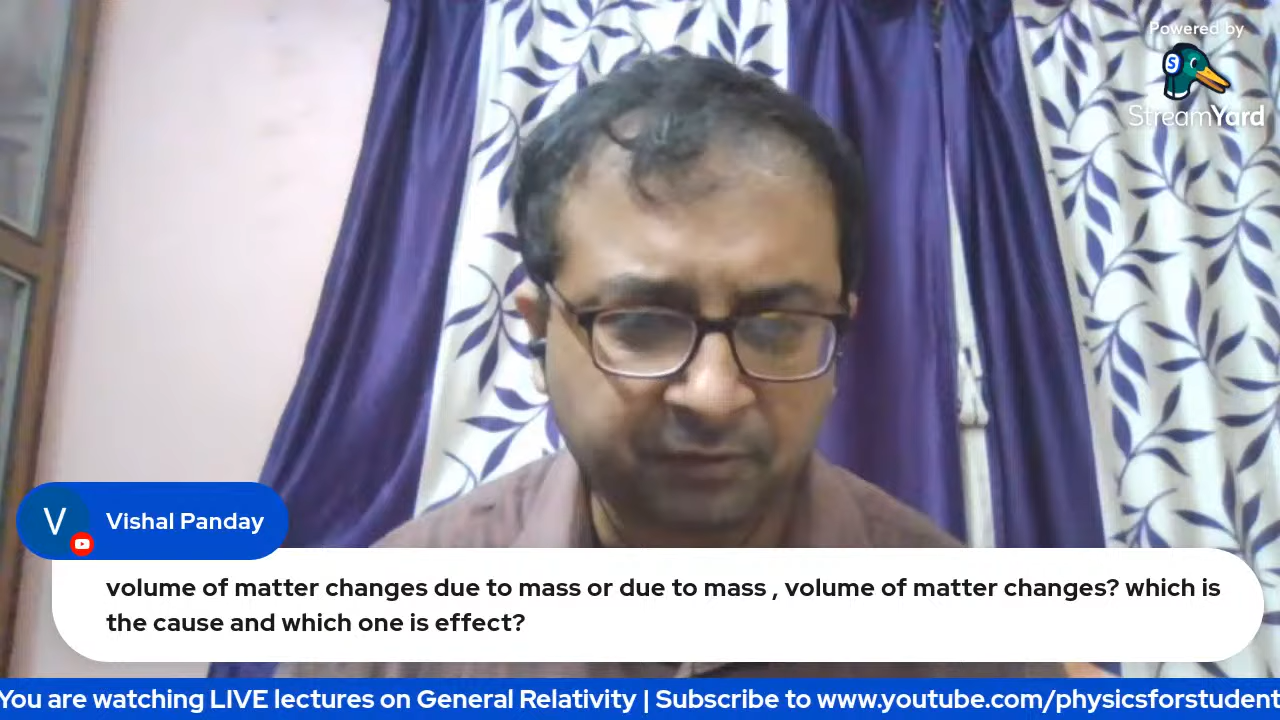 Powered by
S
StreamYard
V
Vishal Panday
volume of matter changes due to mass or due to mass , volume of matter changes? which is
the cause and which one is effect?
You are watching LIVE lectures on General Relativity | Subscribe to www.youtube.com/physicsforstudent